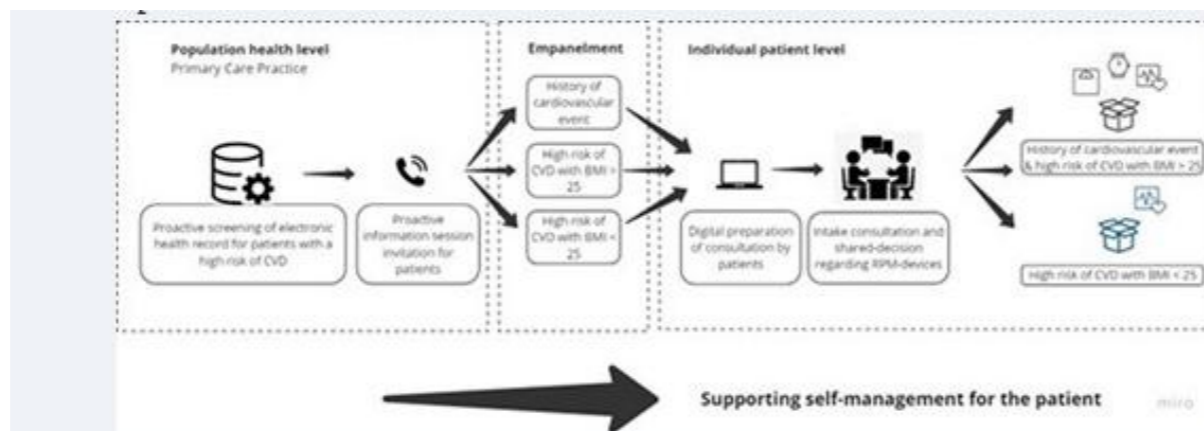 Population health level
Primary Care Practice
Proactive screening of electronic
health record for patients with a
high risk of CVD
Proactive
information session
invitation for
patients
Empanelment
History of
cardiovascular
event
High risk of
CVD with BMI >
25
High risk of
CVD with BMI <
25
Individual patient level
Digital preparation
of consultation by
patients
Intake consultation and
shared-decision
regarding RPM-devices
History of cardiovascular event
& high risk of CVD with BMI > 25
High risk of CVD with BMI < 25
Supporting self-management for the patient
miro